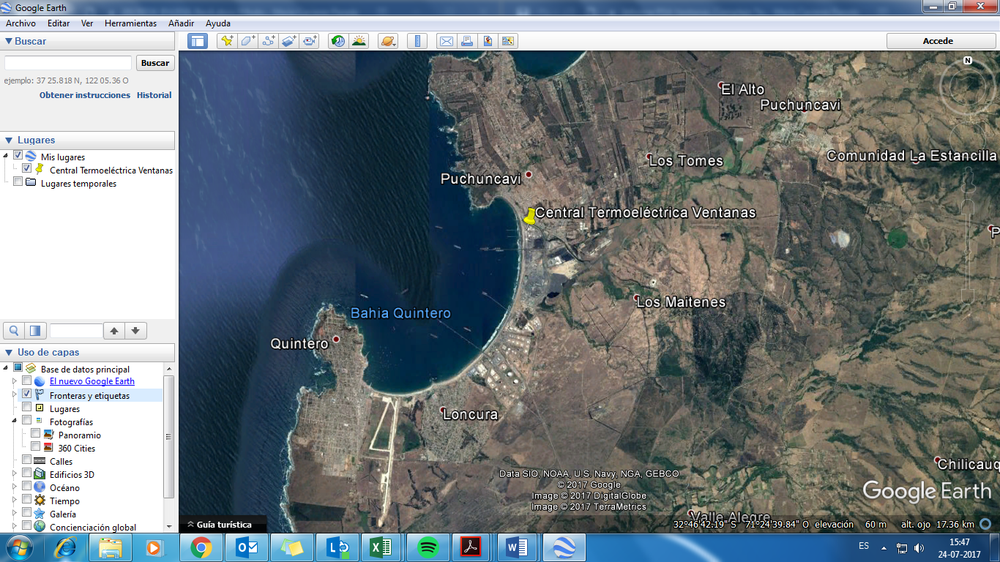 Google Earth
Archivo Editar Ver Herramientas Añadir Ayuda
Buscar
Accede
Buscar
ejemplo: 37 25.818 N, 122 05.36 O
Obtener instrucciones Historial
Lugares
Mis lugares
Central Termoeléctrica Ventanas
Lugares temporales
Uso de capas
Base de datos principal
El nuevo Google Earth
Fronteras y etiquetas
Lugares
Fotografías
Panoramio
360 Cities
Calles
Edificios 3D
Océano
Tiempo
Galería
Concienciación global
N
El Alto
Puchuncavi
Comunidad La Estancilla
Los Tomes
Puchuncavi
Central Termoeléctrica Ventanas
P
Los Maitenes
Bahia Quintero
Quintero
Loncura
Chilicauq
Valle Alegre
Data SIO, NOAA, U.S. Navy, NGA, GEBCO
© 2017 Google
Image © 2017 DigitalGlobe
Image © 2017 TerraMetrics
Google Earth
Guía turística
32°46'42.19" S 71°24'39.84" O elevación 60 m alt. ojo 17.36 km
ES
15:47
24-07-2017